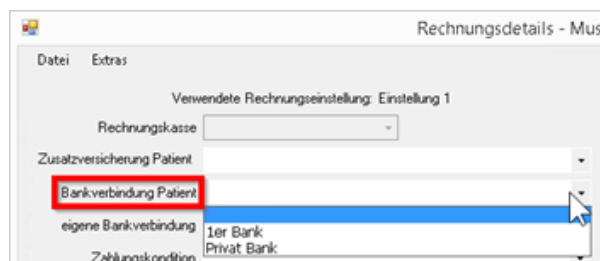 Rechnungsdetails - Mus
Datei Extras
Verwendete Rechnungseinstellung: Einstellung 1
Rechnungskasse
Zusatzversicherung Patient
Bankverbindung Patient
eigene Bankverbindung
1er Bank
Privat Bank
Zahlungskondition